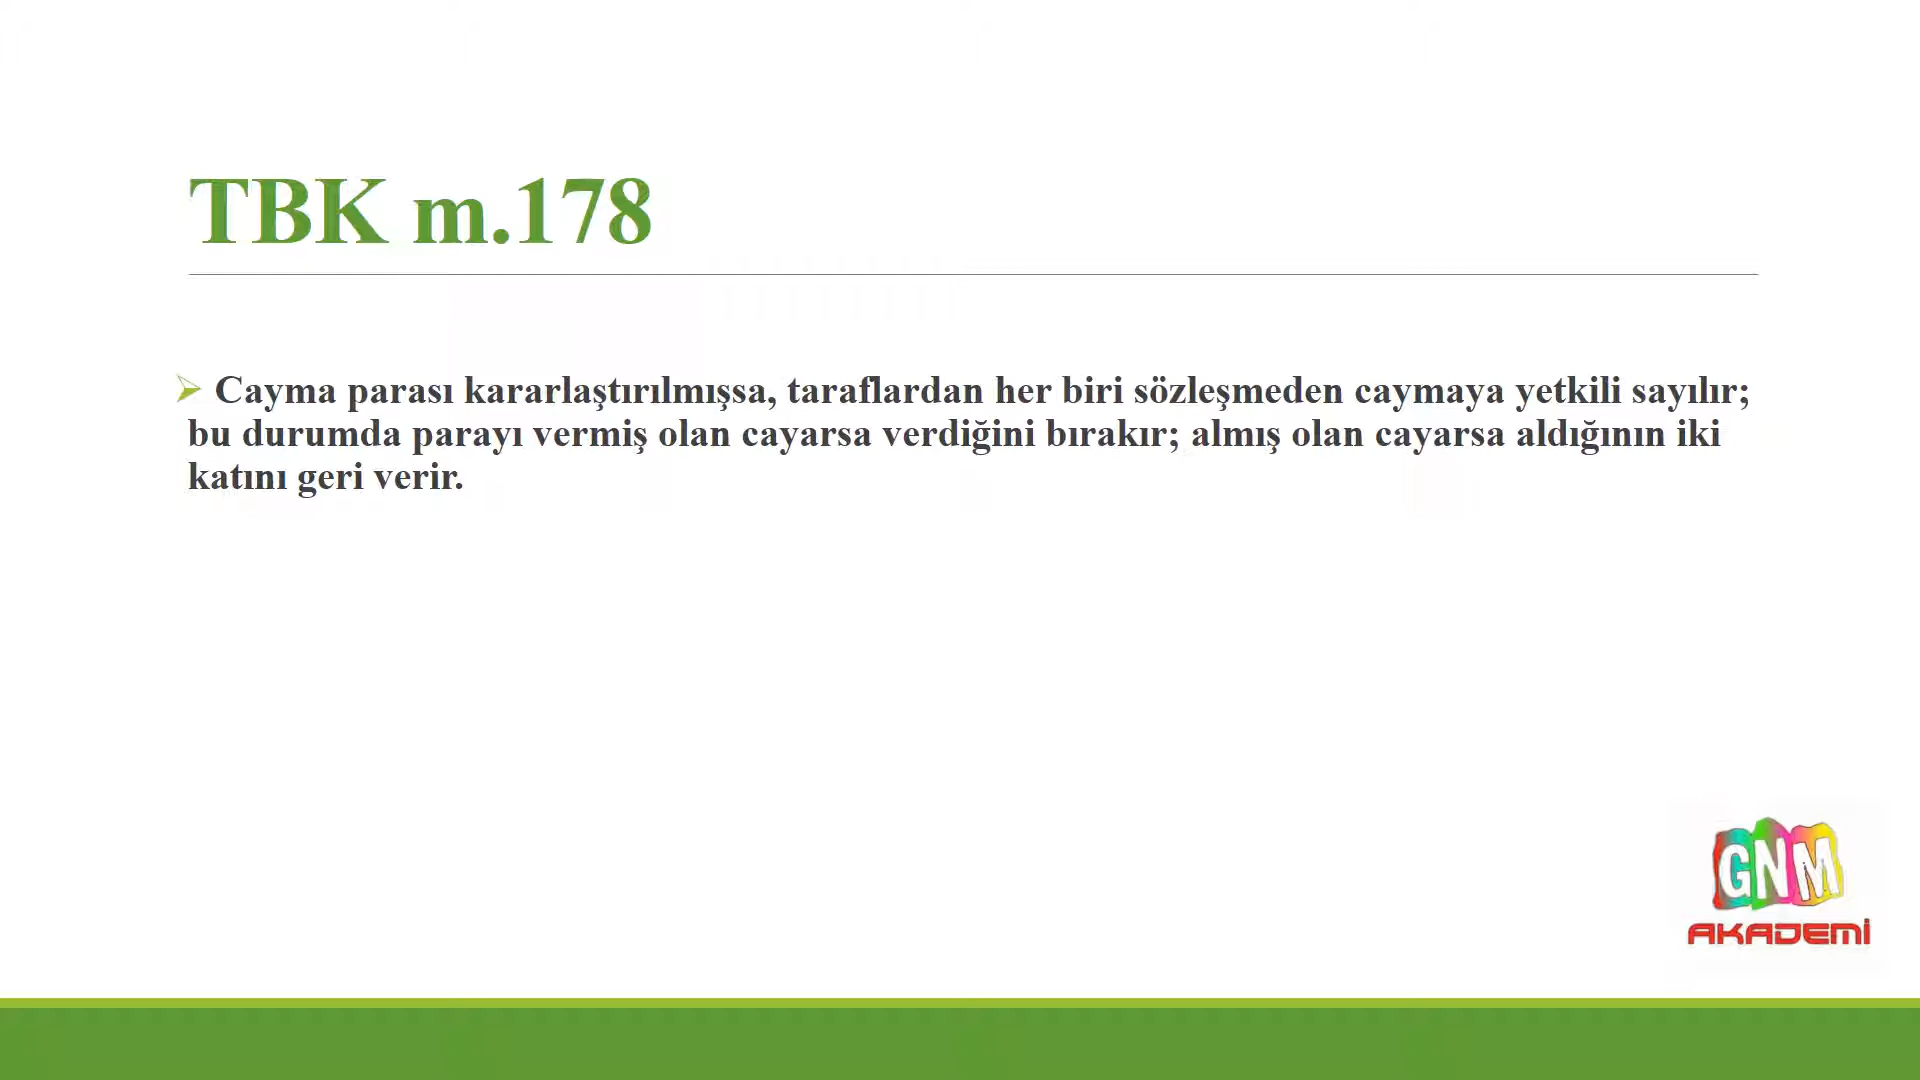 TBK m.178
Cayma parası kararlaştırılmışsa, taraflardan her biri sözleşmeden caymaya yetkili sayılır;
bu durumda parayı vermiş olan cayarsa verdiğini bırakır; almış olan cayarsa aldığının iki
katını geri verir.
GNM
AKADEMİ